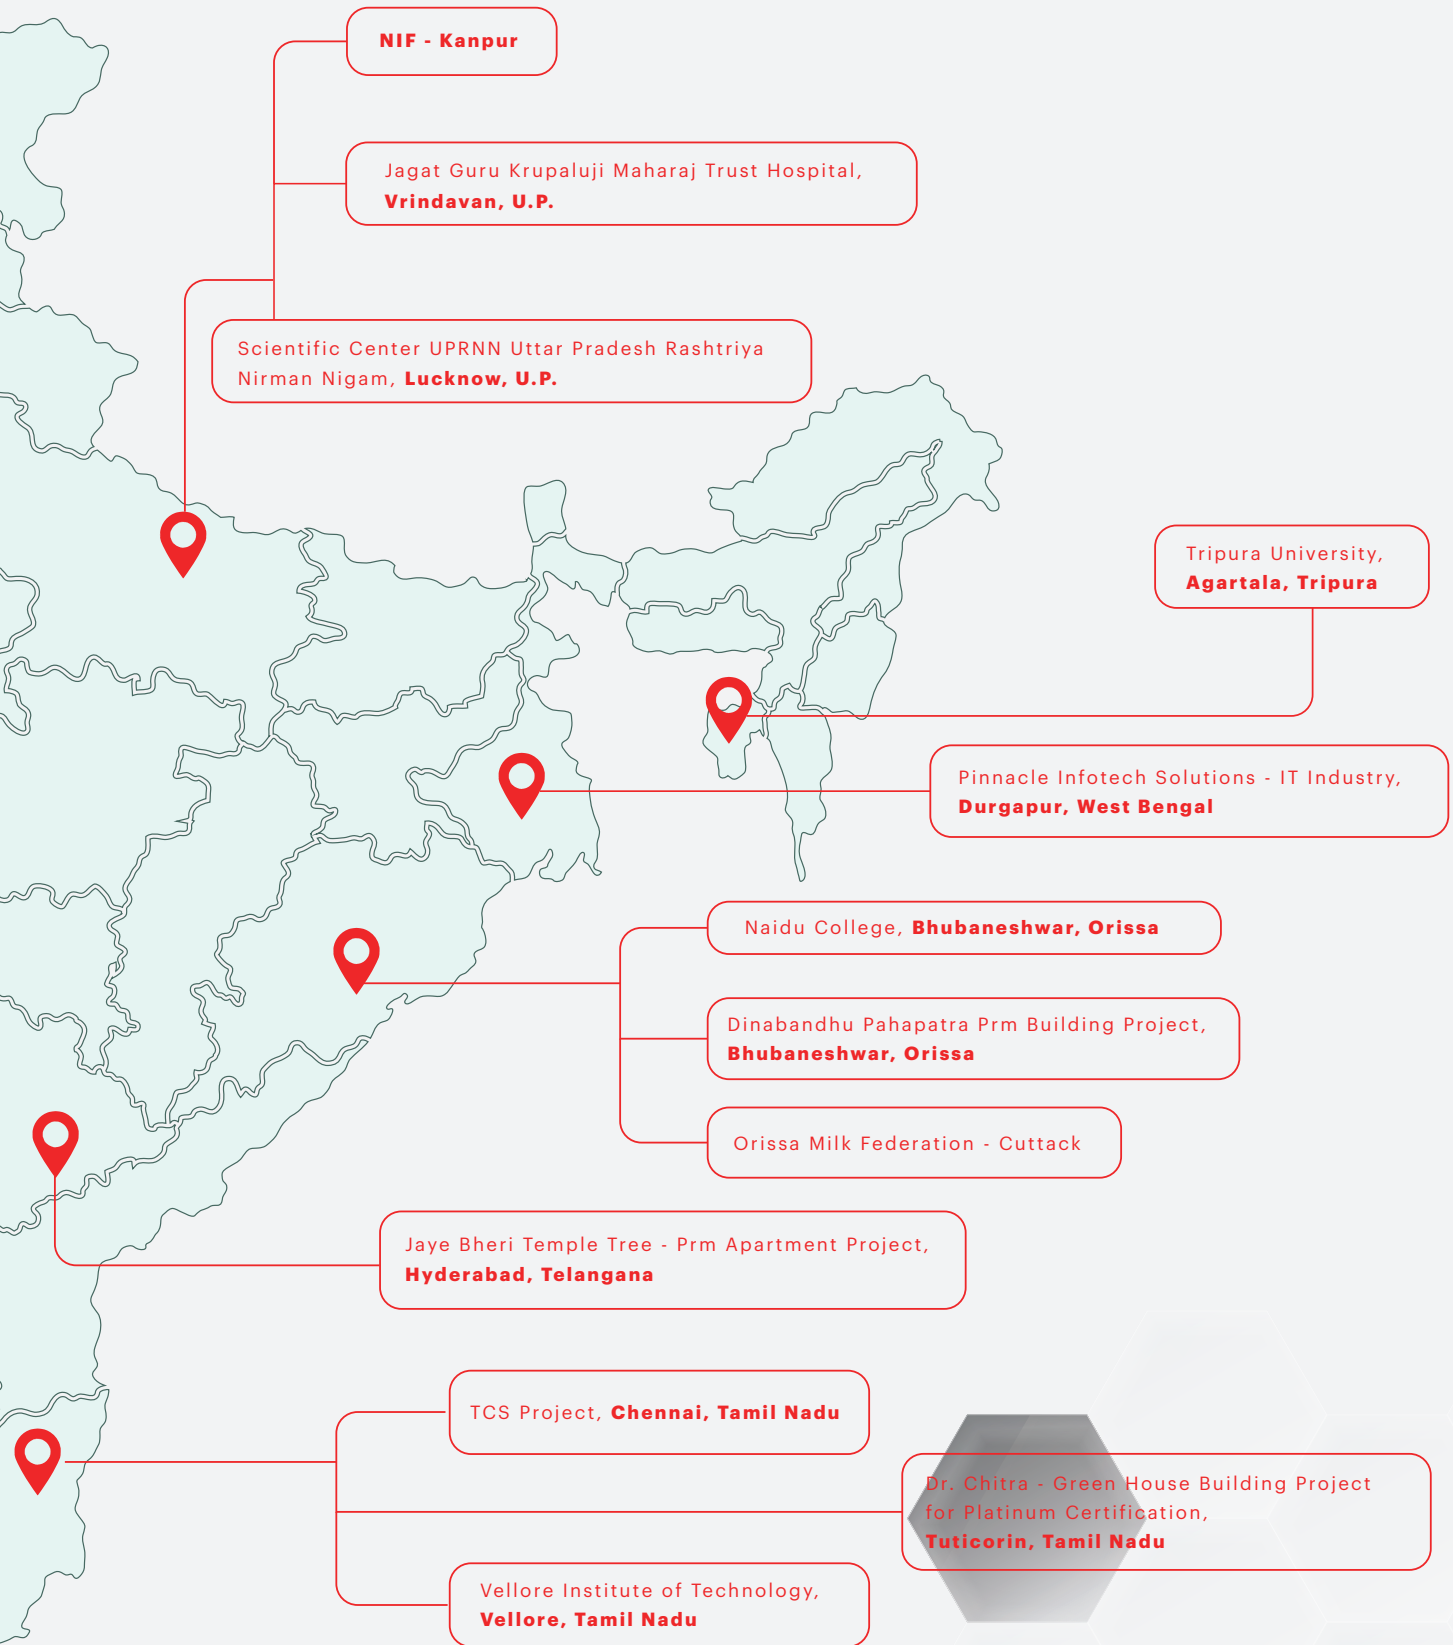 NIF - Kanpur
Jagat Guru Krupaluji Maharaj Trust Hospital,
Vrindavan, U.P.
Scientific Center UPRNN Uttar Pradesh Rashtriya
Nirman Nigam, Lucknow, U.P.
Tripura University,
Agartala, Tripura
Pinnacle Infotech Solutions - IT Industry,
Durgapur, West Bengal
Naidu College, Bhubaneshwar, Orissa
Dinabandhu Pahapatra Prm Building Project,
Bhubaneshwar, Orissa
Orissa Milk Federation - Cuttack
Jaye Bheri Temple Tree - Prm Apartment Project,
Hyderabad, Telangana
TCS Project, Chennai, Tamil Nadu
Dr. Chitra - Green House Building Project
for Platinum Certification,
Tuticorin, Tamil Nadu
Vellore Institute of Technology,
Vellore, Tamil Nadu